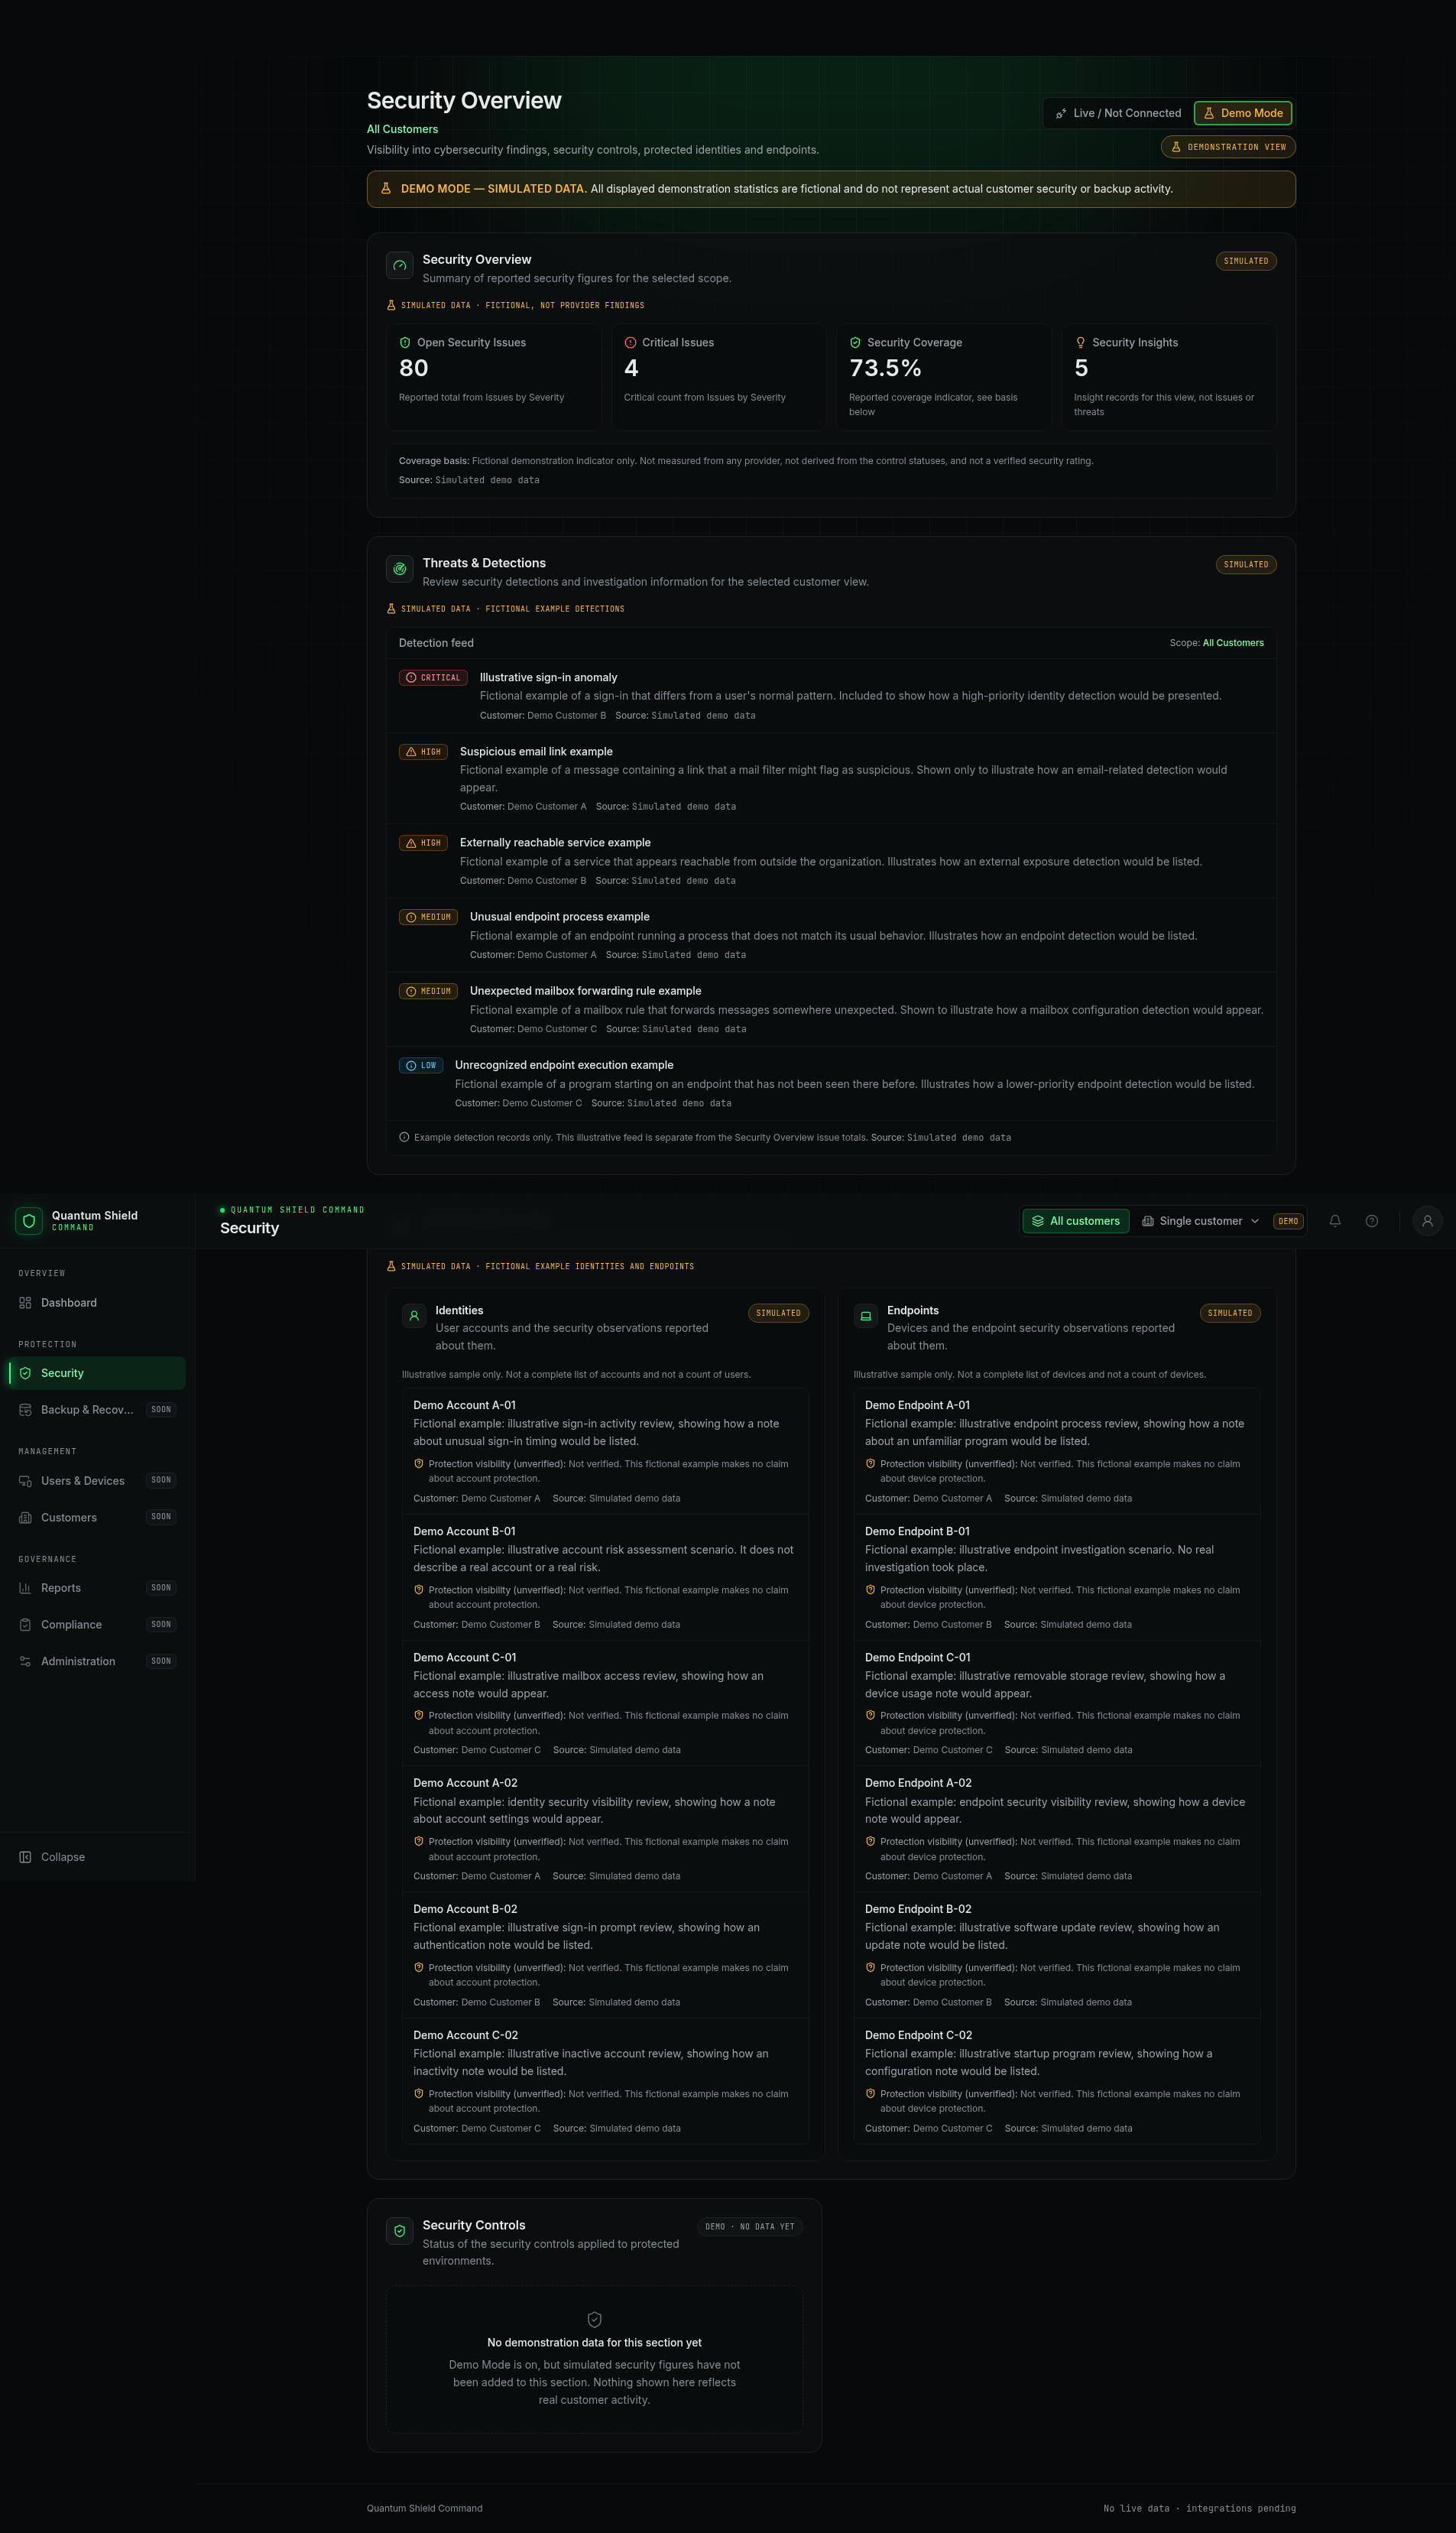 Security Overview
All Customers
Visibility into cybersecurity findings, security controls, protected identities and endpoints.
Live / Not Connected
Demo Mode
DEMONSTRATION VIEW
DEMO MODE — SIMULATED DATA. All displayed demonstration statistics are fictional and do not represent actual customer security or backup activity.
Security Overview
Summary of reported security figures for the selected scope.
SIMULATED
SIMULATED DATA · FICTIONAL, NOT PROVIDER FINDINGS
Open Security Issues
80
Reported total from Issues by Severity
Critical Issues
4
Critical count from Issues by Severity
Security Coverage
73.5%
Reported coverage indicator, see basis
below
Security Insights
5
Insight records for this view, not issues or
threats
Coverage basis: Fictional demonstration indicator only. Not measured from any provider, not derived from the control statuses, and not a verified security rating.
Source: Simulated demo data
Threats & Detections
Review security detections and investigation information for the selected customer view.
SIMULATED
SIMULATED DATA · FICTIONAL EXAMPLE DETECTIONS
Detection feed
Scope: All Customers
CRITICAL
Illustrative sign-in anomaly
Fictional example of a sign-in that differs from a user's normal pattern. Included to show how a high-priority identity detection would be presented.
Customer: Demo Customer B Source: Simulated demo data
HIGH
Suspicious email link example
Fictional example of a message containing a link that a mail filter might flag as suspicious. Shown only to illustrate how an email-related detection would
appear.
Customer: Demo Customer A Source: Simulated demo data
HIGH
Externally reachable service example
Fictional example of a service that appears reachable from outside the organization. Illustrates how an external exposure detection would be listed.
Customer: Demo Customer B Source: Simulated demo data
MEDIUM
Unusual endpoint process example
Fictional example of an endpoint running a process that does not match its usual behavior. Illustrates how an endpoint detection would be listed.
Customer: Demo Customer A Source: Simulated demo data
MEDIUM
Unexpected mailbox forwarding rule example
Fictional example of a mailbox rule that forwards messages somewhere unexpected. Shown to illustrate how a mailbox configuration detection would appear.
Customer: Demo Customer C Source: Simulated demo data
LOW
Unrecognized endpoint execution example
Fictional example of a program starting on an endpoint that has not been seen there before. Illustrates how a lower-priority endpoint detection would be listed.
Customer: Demo Customer C Source: Simulated demo data
Example detection records only. This illustrative feed is separate from the Security Overview issue totals. Source: Simulated demo data
Quantum Shield
COMMAND
QUANTUM SHIELD COMMAND
Security
All customers
Single customer
DEMO
OVERVIEW
Dashboard
PROTECTION
Security
Backup & Recov... SOON
MANAGEMENT
Users & Devices SOON
Customers SOON
GOVERNANCE
Reports SOON
Compliance SOON
Administration SOON
Collapse
SIMULATED DATA · FICTIONAL EXAMPLE IDENTITIES AND ENDPOINTS
Identities
User accounts and the security observations reported
about them.
SIMULATED
Illustrative sample only. Not a complete list of accounts and not a count of users.
Demo Account A-01
Fictional example: illustrative sign-in activity review, showing how a note
about unusual sign-in timing would be listed.
Protection visibility (unverified): Not verified. This fictional example makes no claim
about account protection.
Customer: Demo Customer A Source: Simulated demo data
Demo Account B-01
Fictional example: illustrative account risk assessment scenario. It does not
describe a real account or a real risk.
Protection visibility (unverified): Not verified. This fictional example makes no claim
about account protection.
Customer: Demo Customer B Source: Simulated demo data
Demo Account C-01
Fictional example: illustrative mailbox access review, showing how an
access note would appear.
Protection visibility (unverified): Not verified. This fictional example makes no claim
about account protection.
Customer: Demo Customer C Source: Simulated demo data
Demo Account A-02
Fictional example: identity security visibility review, showing how a note
about account settings would appear.
Protection visibility (unverified): Not verified. This fictional example makes no claim
about account protection.
Customer: Demo Customer A Source: Simulated demo data
Demo Account B-02
Fictional example: illustrative sign-in prompt review, showing how an
authentication note would be listed.
Protection visibility (unverified): Not verified. This fictional example makes no claim
about account protection.
Customer: Demo Customer B Source: Simulated demo data
Demo Account C-02
Fictional example: illustrative inactive account review, showing how an
inactivity note would be listed.
Protection visibility (unverified): Not verified. This fictional example makes no claim
about account protection.
Customer: Demo Customer C Source: Simulated demo data
Endpoints
Devices and the endpoint security observations reported
about them.
SIMULATED
Illustrative sample only. Not a complete list of devices and not a count of devices.
Demo Endpoint A-01
Fictional example: illustrative endpoint process review, showing how a note
about an unfamiliar program would be listed.
Protection visibility (unverified): Not verified. This fictional example makes no claim
about device protection.
Customer: Demo Customer A Source: Simulated demo data
Demo Endpoint B-01
Fictional example: illustrative endpoint investigation scenario. No real
investigation took place.
Protection visibility (unverified): Not verified. This fictional example makes no claim
about device protection.
Customer: Demo Customer B Source: Simulated demo data
Demo Endpoint C-01
Fictional example: illustrative removable storage review, showing how a
device usage note would appear.
Protection visibility (unverified): Not verified. This fictional example makes no claim
about device protection.
Customer: Demo Customer C Source: Simulated demo data
Demo Endpoint A-02
Fictional example: endpoint security visibility review, showing how a device
note would appear.
Protection visibility (unverified): Not verified. This fictional example makes no claim
about device protection.
Customer: Demo Customer A Source: Simulated demo data
Demo Endpoint B-02
Fictional example: illustrative software update review, showing how an
update note would be listed.
Protection visibility (unverified): Not verified. This fictional example makes no claim
about device protection.
Customer: Demo Customer B Source: Simulated demo data
Demo Endpoint C-02
Fictional example: illustrative startup program review, showing how a
configuration note would be listed.
Protection visibility (unverified): Not verified. This fictional example makes no claim
about device protection.
Customer: Demo Customer C Source: Simulated demo data
Security Controls
Status of the security controls applied to protected
environments.
DEMO · NO DATA YET
No demonstration data for this section yet
Demo Mode is on, but simulated security figures have not
been added to this section. Nothing shown here reflects
real customer activity.
Quantum Shield Command
No live data · integrations pending